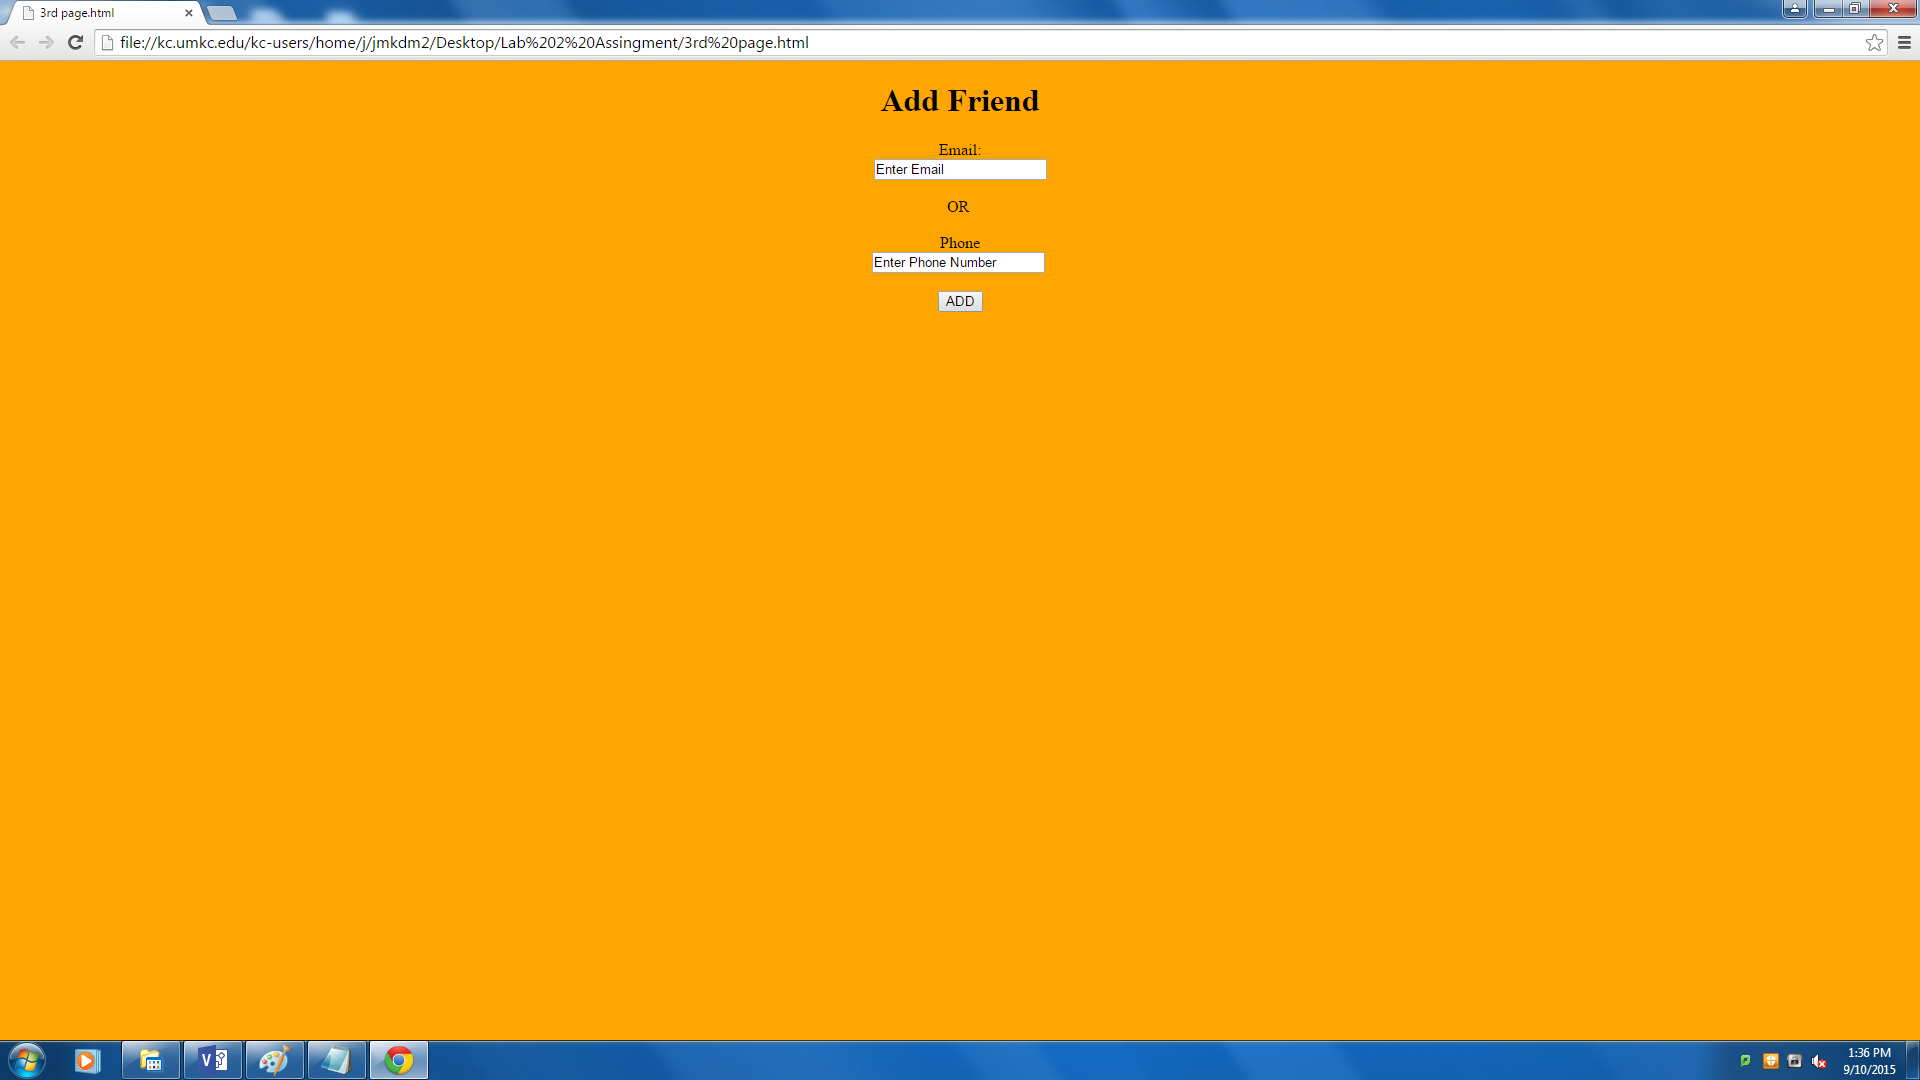 3rd page.html
file://kc.umkc.edu/kc-users/home/j/jmkdm2/Desktop/Lab%202%20Assingment/3rd%20page.html
Add Friend
Email:
Enter Email
OR
Phone
Enter Phone Number
ADD
1:36 PM
9/10/2015